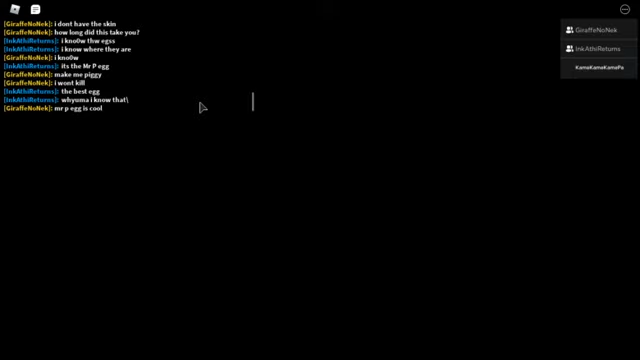 [GiraffeNoNek]: i dont have the skin
[GiraffeNoNek]: how long did this take you?
[InkAthiReturns]: i kno0w thw egss
[InkAthiReturns]: i know where they are
[GiraffeNoNek]: i kno0w
[InkAthiReturns]: its the Mr P egg
[GiraffeNoNek]: make me piggy
[GiraffeNoNek]: i wont kill
[InkAthiReturns]: the best egg
[InkAthiReturns]: whyuma i know that\
[GiraffeNoNek]: mr p egg is cool
GiraffeNoNek
InkAthiReturns
KameKameKameFa